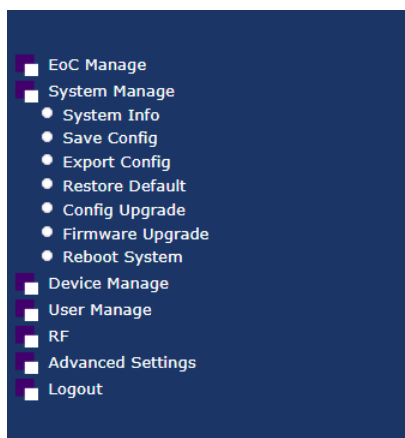 EoC Manage
System Manage
System Info
Save Config
Export Config
Restore Default
Config Upgrade
Firmware Upgrade
Reboot System
Device Manage
User Manage
RF
Advanced Settings
Logout